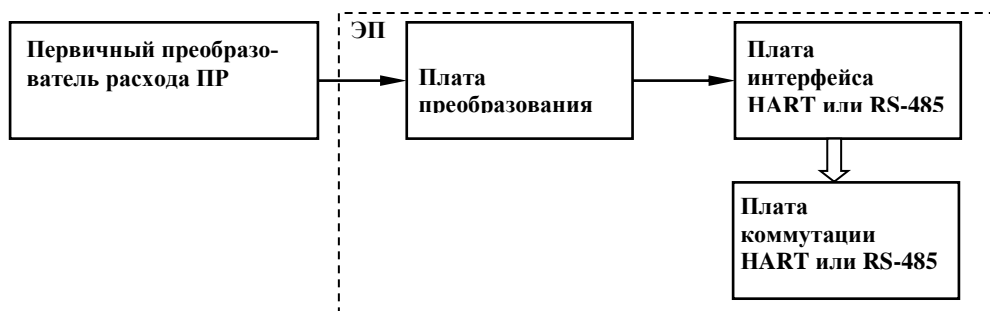 ЭП
Первичный преобразо-
ватель расхода ПР
Плата
преобразования
Плата
интерфейса
HART или RS-485
Плата
коммутации
HART или RS-485